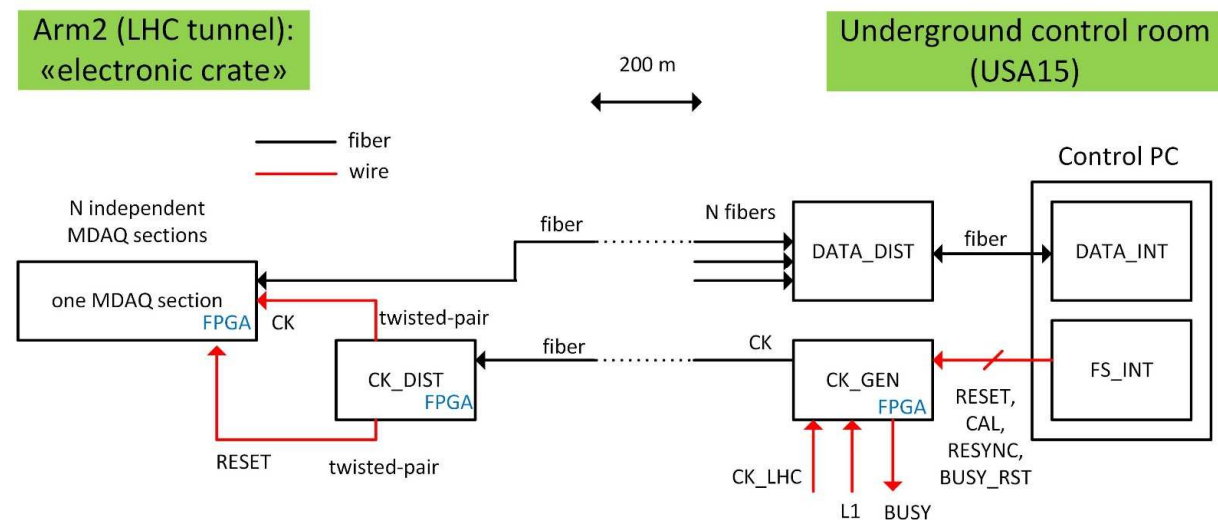 Arm2 (LHC tunnel):
«electronic crate»
Underground control room
(USA15)
200 m
fiber
wire
Control PC
N independent
MDAQ sections
fiber
N fibers
DATA_DIST
fiber
DATA_INT
one MDAQ section
FPGA
CK
twisted-pair
fiber
CK
CK_DIST
FPGA
CK_GEN
FPGA
FS_INT
RESET,
CAL,
RESYNC,
BUSY_RST
RESET
twisted-pair
CK_LHC
L1
BUSY